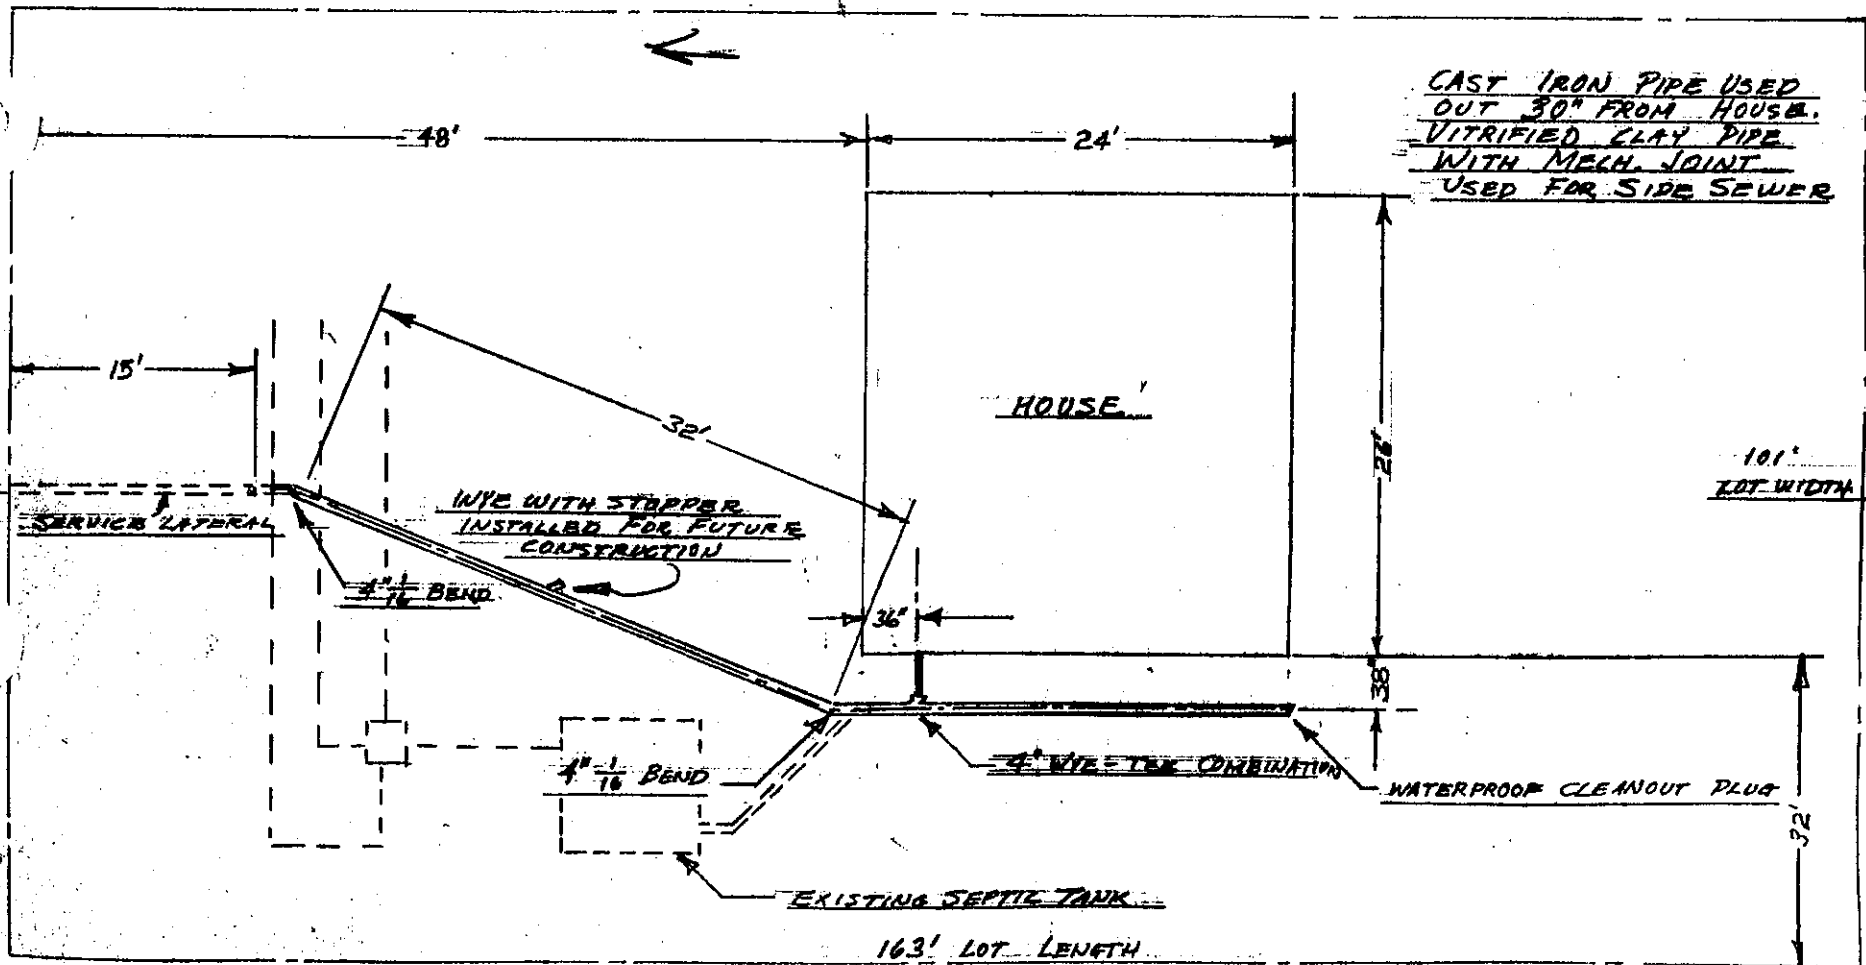 CAST IRON PIPE USED
OUT 30" FROM HOUSE.
VITRIFIED CLAY PIPE
WITH MECH. JOINT
USED FOR SIDE SEWER
48'
24'
15'
32'
HOUSE
26'
101'
LOT WIDTH
SERVICE LATERAL
WYE WITH STOPPER
INSTALLED FOR FUTURE
CONSTRUCTION
4" 1/16 BEND
36"
38"
4" 1/16 BEND
4" WYE-TEE COMBINATION
WATERPROOF CLEANOUT PLUG
32'
EXISTING SEPTIC TANK
163' LOT LENGTH